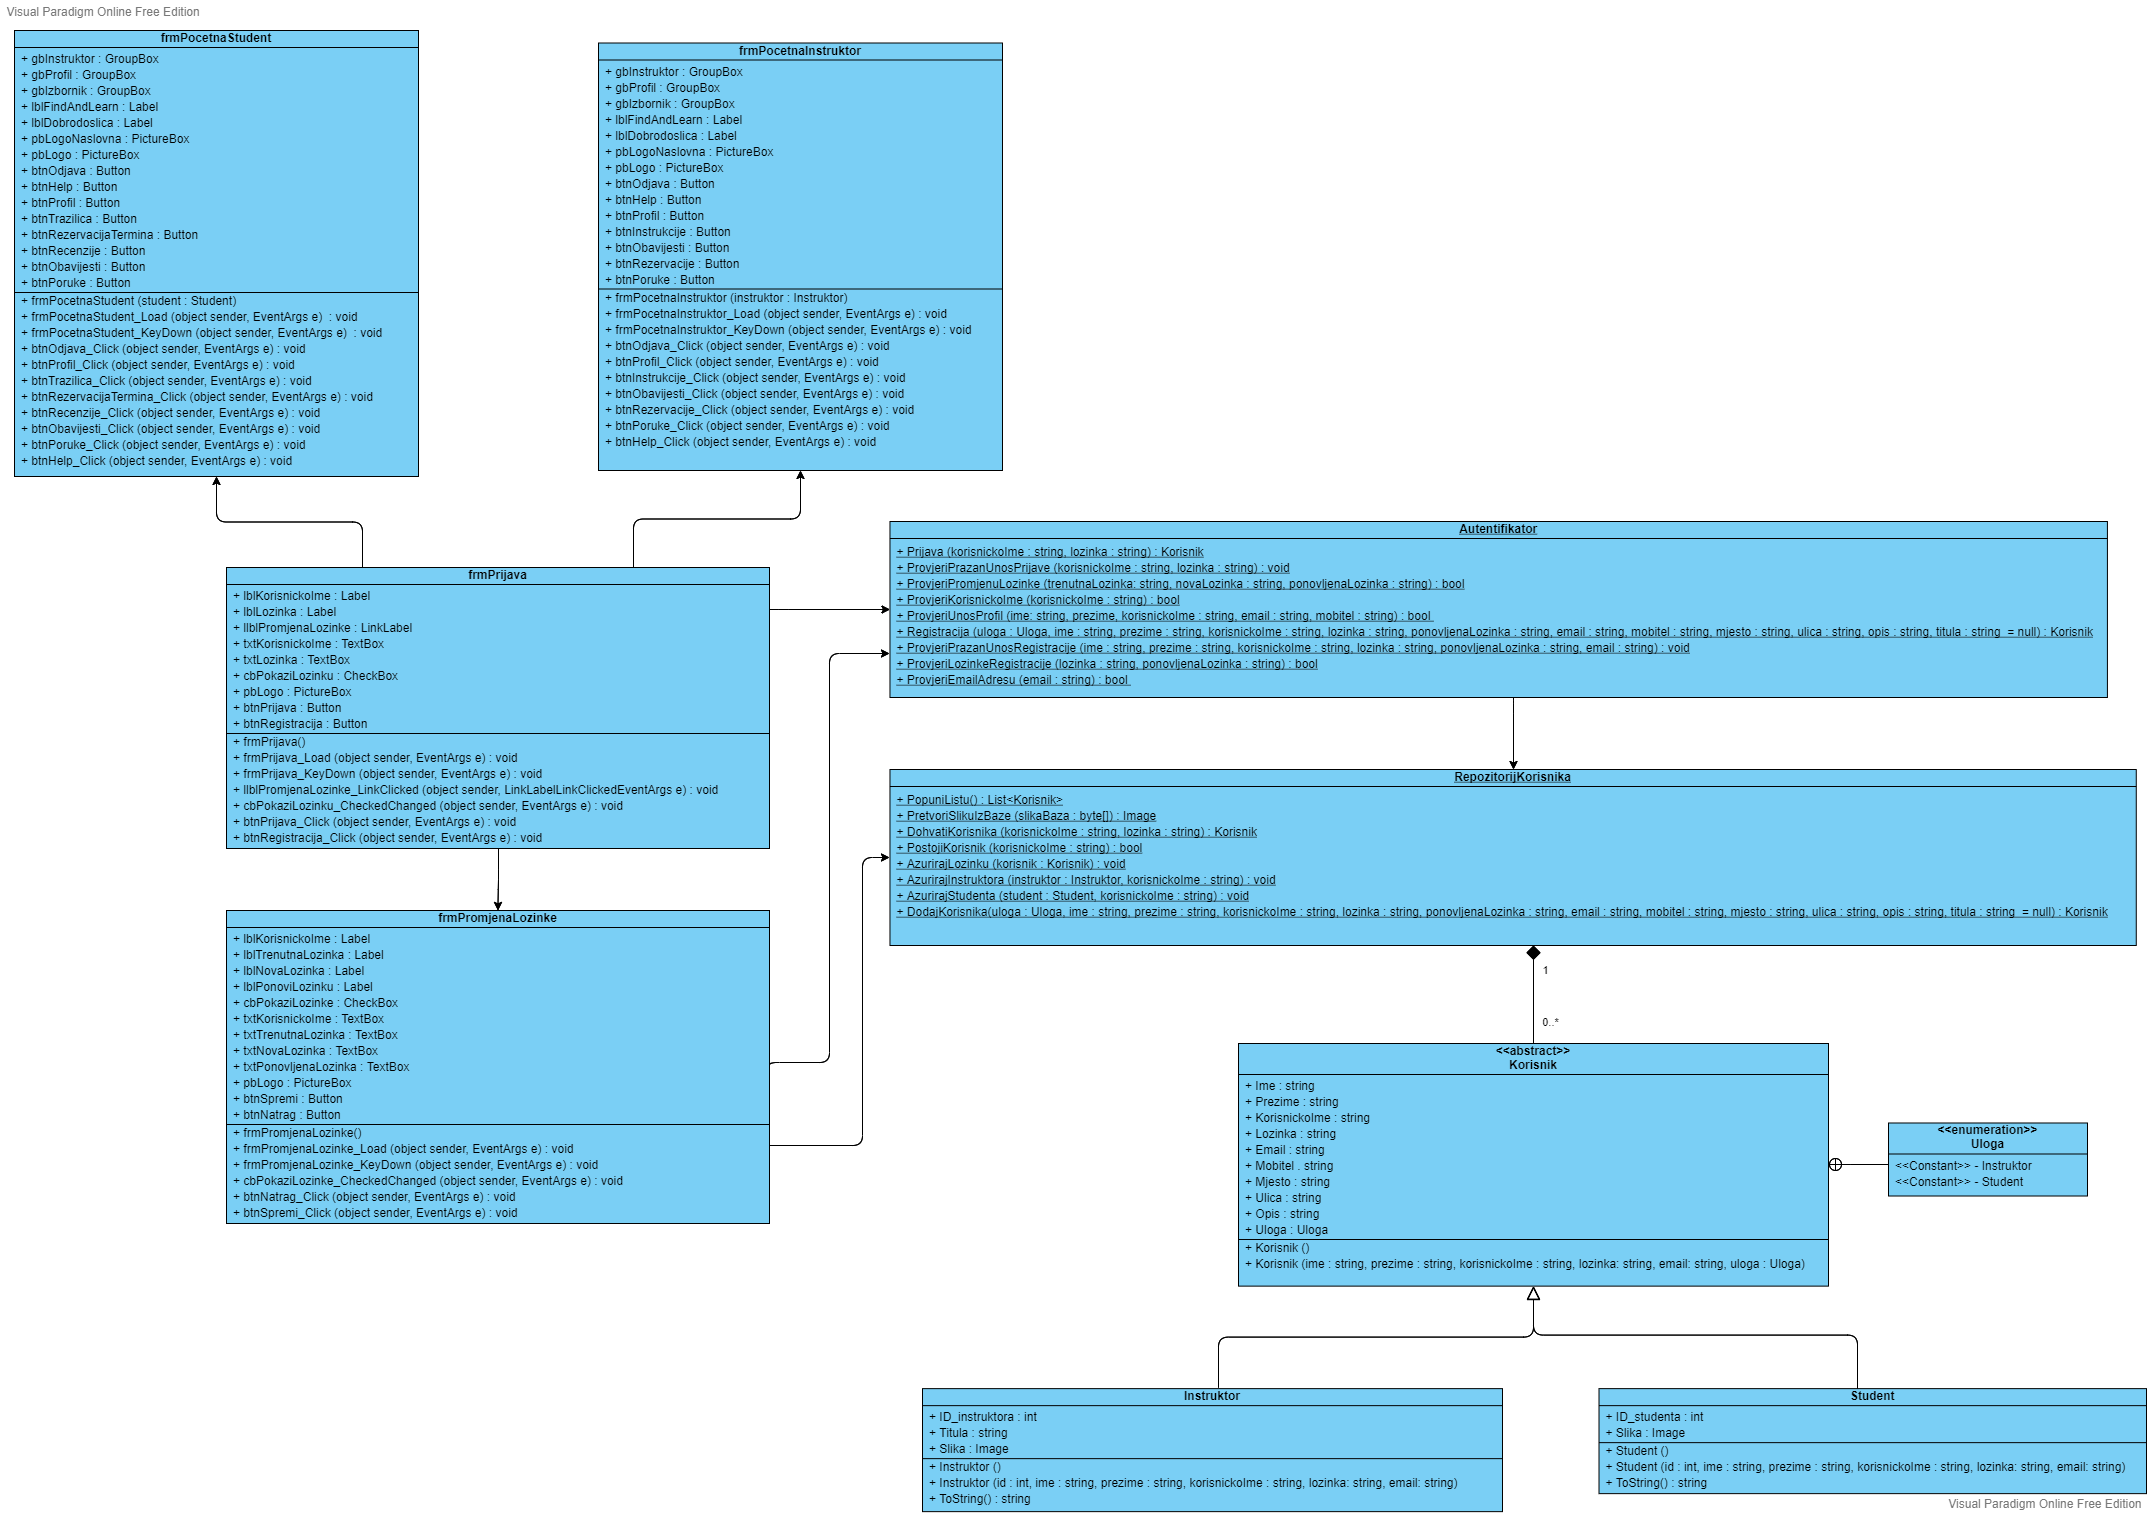 Visual Paradigm Online Free Edition
frmPocetnaStudent
+ gbInstruktor : GroupBox
+ gbProfil : GroupBox
+ gbIzbornik : GroupBox
+ lblFindAndLearn : Label
+ lblDobrodoslica : Label
+ pbLogoNaslovna : PictureBox
+ pbLogo : PictureBox
+ btnOdjava : Button
+ btnHelp : Button
+ btnProfil : Button
+ btnTrazilica : Button
+ btnRezervacijaTermina : Button
+ btnRecenzije : Button
+ btnObavijesti : Button
+ btnPoruke : Button
+ frmPocetnaStudent (student : Student)
+ frmPocetnaStudent_Load (object sender, EventArgs e)  : void
+ frmPocetnaStudent_KeyDown (object sender, EventArgs e)  : void
+ btnOdjava_Click (object sender, EventArgs e) : void
+ btnProfil_Click (object sender, EventArgs e) : void
+ btnTrazilica_Click (object sender, EventArgs e) : void
+ btnRezervacijaTermina_Click (object sender, EventArgs e) : void
+ btnRecenzije_Click (object sender, EventArgs e) : void
+ btnObavijesti_Click (object sender, EventArgs e) : void
+ btnPoruke_Click (object sender, EventArgs e) : void
+ btnHelp_Click (object sender, EventArgs e) : void
frmPocetnaInstruktor
+ gbInstruktor : GroupBox
+ gbProfil : GroupBox
+ gbIzbornik : GroupBox
+ lblFindAndLearn : Label
+ lblDobrodoslica : Label
+ pbLogoNaslovna : PictureBox
+ pbLogo : PictureBox
+ btnOdjava : Button
+ btnHelp : Button
+ btnProfil : Button
+ btnInstrukcije : Button
+ btnObavijesti : Button
+ btnRezervacije : Button
+ btnPoruke : Button
+ frmPocetnaInstruktor (instruktor : Instruktor)
+ frmPocetnaInstruktor_Load (object sender, EventArgs e) : void
+ frmPocetnaInstruktor_KeyDown (object sender, EventArgs e) : void
+ btnOdjava_Click (object sender, EventArgs e) : void
+ btnProfil_Click (object sender, EventArgs e) : void
+ btnInstrukcije_Click (object sender, EventArgs e) : void
+ btnObavijesti_Click (object sender, EventArgs e) : void
+ btnRezervacije_Click (object sender, EventArgs e) : void
+ btnPoruke_Click (object sender, EventArgs e) : void
+ btnHelp_Click (object sender, EventArgs e) : void
frmPrijava
+ lblKorisnickoIme : Label
+ lblLozinka : Label
+ llblPromjenaLozinke : LinkLabel
+ txtKorisnickoIme : TextBox
+ txtLozinka : TextBox
+ cbPokaziLozinku : CheckBox
+ pbLogo : PictureBox
+ btnPrijava : Button
+ btnRegistracija : Button
+ frmPrijava()
+ frmPrijava_Load (object sender, EventArgs e) : void
+ frmPrijava_KeyDown (object sender, EventArgs e) : void
+ llblPromjenaLozinke_LinkClicked (object sender, LinkLabelLinkClickedEventArgs e) : void
+ cbPokaziLozinku_CheckedChanged (object sender, EventArgs e) : void
+ btnPrijava_Click (object sender, EventArgs e) : void
+ btnRegistracija_Click (object sender, EventArgs e) : void
Autentifikator
+ Prijava (korisnickoIme : string, lozinka : string) : Korisnik
+ ProvjeriPrazanUnosPrijave (korisnickoIme : string, lozinka : string) : void
+ ProvjeriPromjenuLozinke (trenutnaLozinka: string, novaLozinka : string, ponovljenaLozinka : string) : bool
+ ProvjeriKorisnickoIme (korisnickoIme : string) : bool
+ ProvjeriUnosProfil (ime: string, prezime, korisnickoIme : string, email : string, mobitel : string) : bool
+ Registracija (uloga : Uloga, ime : string, prezime : string, korisnickoIme : string, lozinka : string, ponovljenaLozinka : string, email : string, mobitel : string, mjesto : string, ulica : string, opis : string, titula : string  = null) : Korisnik
+ ProvjeriPrazanUnosRegistracije (ime : string, prezime : string, korisnickoIme : string, lozinka : string, ponovljenaLozinka : string, email : string) : void
+ ProvjeriLozinkeRegistracije (lozinka : string, ponovljenaLozinka : string) : bool
+ ProvjeriEmailAdresu (email : string) : bool
RepozitorijKorisnika
+ PopuniListu() : List<Korisnik>
+ PretvoriSlikuIzBaze (slikaBaza : byte[]) : Image
+ DohvatiKorisnika (korisnickoIme : string, lozinka : string) : Korisnik
+ PostojiKorisnik (korisnickoIme : string) : bool
+ AzurirajLozinku (korisnik : Korisnik) : void
+ AzurirajInstruktora (instruktor : Instruktor, korisnickoIme : string) : void
+ AzurirajStudenta (student : Student, korisnickoIme : string) : void
+ DodajKorisnika(uloga : Uloga, ime : string, prezime : string, korisnickoIme : string, lozinka : string, ponovljenaLozinka : string, email : string, mobitel : string, mjesto : string, ulica : string, opis : string, titula : string  = null) : Korisnik
1
0..*
frmPromjenaLozinke
+ lblKorisnickoIme : Label
+ lblTrenutnaLozinka : Label
+ lblNovaLozinka : Label
+ lblPonoviLozinku : Label
+ cbPokaziLozinke : CheckBox
+ txtKorisnickoIme : TextBox
+ txtTrenutnaLozinka : TextBox
+ txtNovaLozinka : TextBox
+ txtPonovljenaLozinka : TextBox
+ pbLogo : PictureBox
+ btnSpremi : Button
+ btnNatrag : Button
+ frmPromjenaLozinke()
+ frmPromjenaLozinke_Load (object sender, EventArgs e) : void
+ frmPromjenaLozinke_KeyDown (object sender, EventArgs e) : void
+ cbPokaziLozinke_CheckedChanged (object sender, EventArgs e) : void
+ btnNatrag_Click (object sender, EventArgs e) : void
+ btnSpremi_Click (object sender, EventArgs e) : void
<<abstract>>
Korisnik
+ Ime : string
+ Prezime : string
+ KorisnickoIme : string
+ Lozinka : string
+ Email : string
+ Mobitel . string
+ Mjesto : string
+ Ulica : string
+ Opis : string
+ Uloga : Uloga
+ Korisnik ()
+ Korisnik (ime : string, prezime : string, korisnickoIme : string, lozinka: string, email: string, uloga : Uloga)
<<enumeration>>
Uloga
<<Constant>> - Instruktor
<<Constant>> - Student
Instruktor
+ ID_instruktora : int
+ Titula : string
+ Slika : Image
+ Instruktor ()
+ Instruktor (id : int, ime : string, prezime : string, korisnickoIme : string, lozinka: string, email: string)
+ ToString() : string
Student
+ ID_studenta : int
+ Slika : Image
+ Student ()
+ Student (id : int, ime : string, prezime : string, korisnickoIme : string, lozinka: string, email: string)
+ ToString() : string
Visual Paradigm Online Free Edition